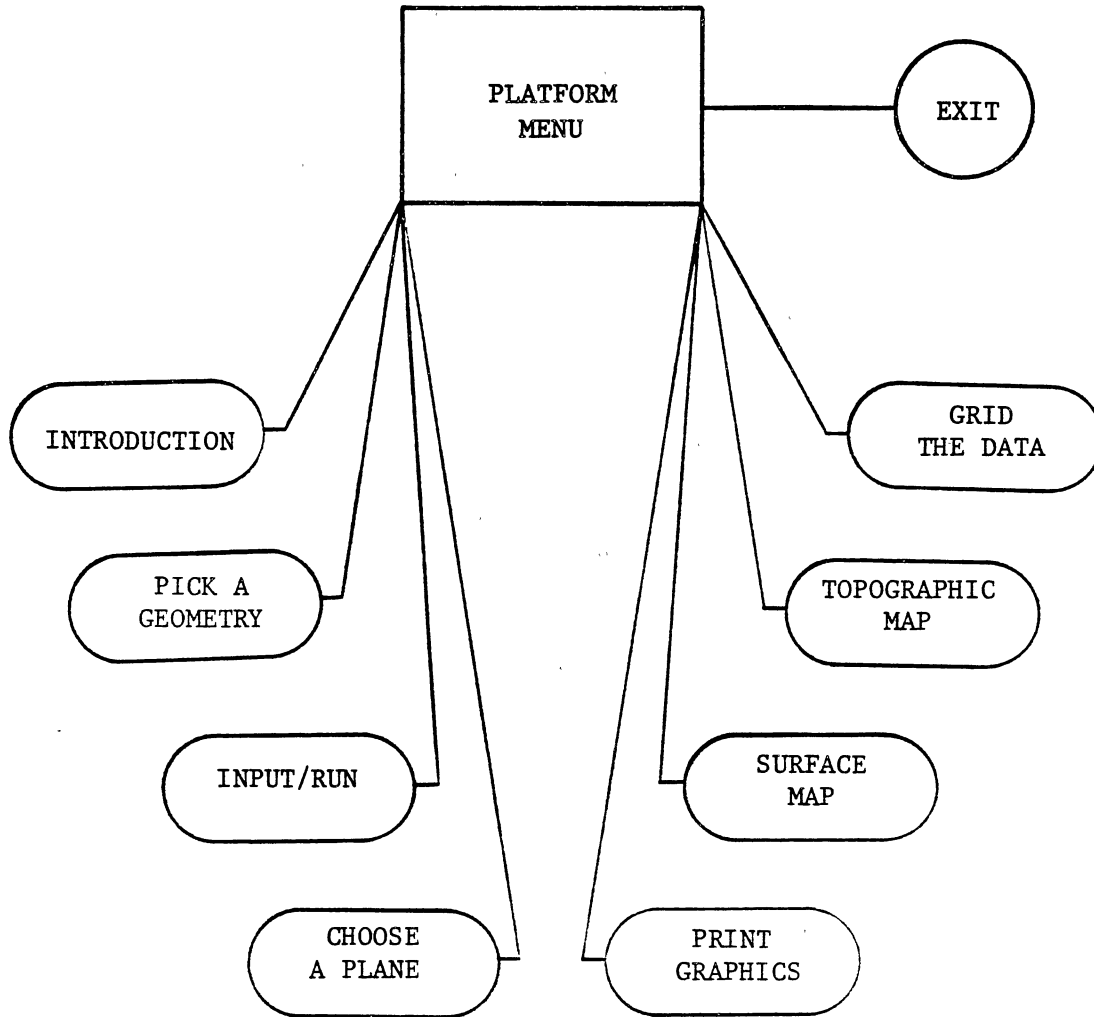 PLATFORM
MENU
EXIT
INTRODUCTION
GRID
THE DATA
PICK A
GEOMETRY
TOPOGRAPHIC
MAP
INPUT/RUN
SURFACE
MAP
CHOOSE
A PLANE
PRINT
GRAPHICS